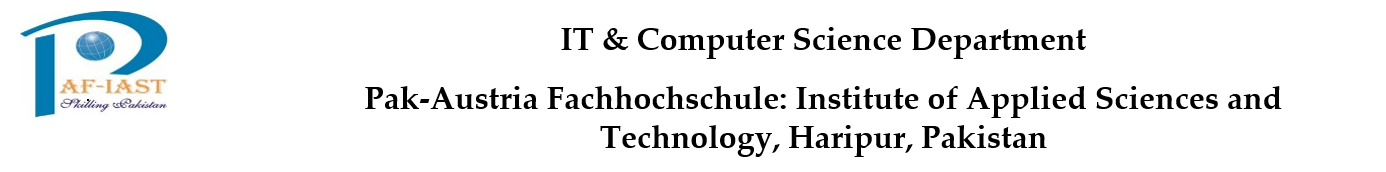 IT & Computer Science Department
Pak-Austria Fachhochschule: Institute of Applied Sciences and
Technology, Haripur, Pakistan
AF-IAST
Skilling Pakistan